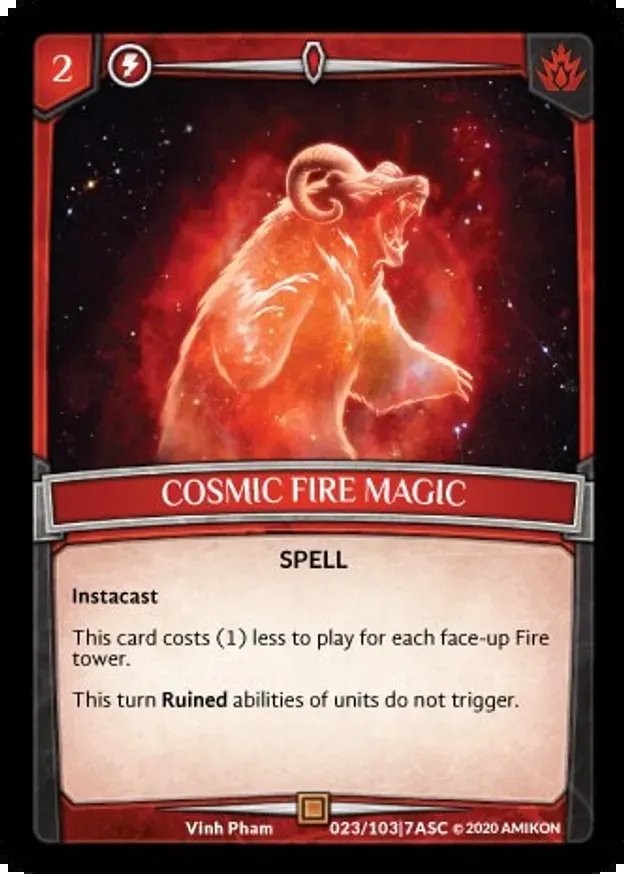 2
COSMIC FIRE MAGIC
SPELL
Instacast
This card costs (1) less to play for each face-up Fire
tower.
This turn Ruined abilities of units do not trigger.
Vinh Pham 023/103|7ASC © 2020 AMIKON